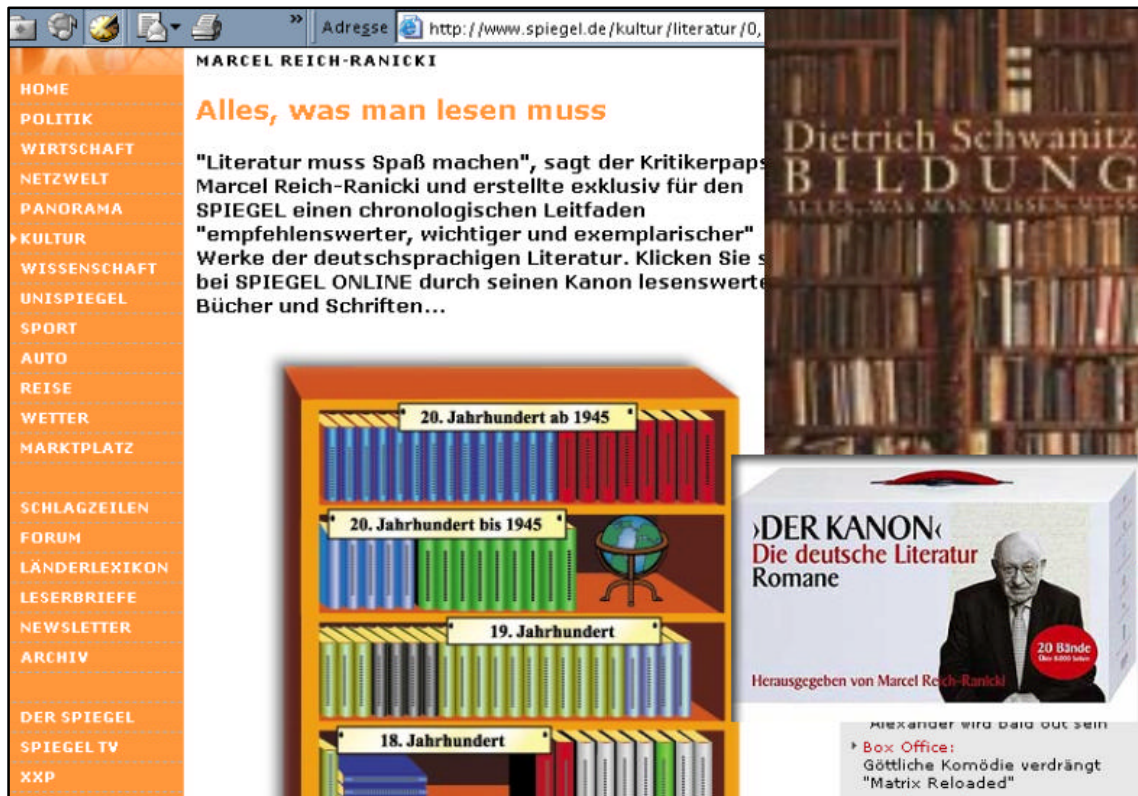 »
Adresse http://www.spiegel.de/kultur/literatur/0,
HOME
POLITIK
WIRTSCHAFT
NETZWELT
PANORAMA
KULTUR
WISSENSCHAFT
UNISPIEGEL
SPORT
AUTO
REISE
WETTER
MARKTPLATZ
SCHLAGZEILEN
FORUM
LÄNDERLEXIKON
LESERBRIEFE
NEWSLETTER
ARCHIV
DER SPIEGEL
SPIEGEL TV
XXP
MARCEL REICH-RANICKI
Alles, was man lesen muss
"Literatur muss Spaß machen", sagt der Kritikerpaps
Marcel Reich-Ranicki und erstellte exklusiv für den
SPIEGEL einen chronologischen Leitfaden
"empfehlenswerter, wichtiger und exemplarischer"
Werke der deutschsprachigen Literatur. Klicken Sie s
bei SPIEGEL ONLINE durch seinen Kanon lesenswerte
Bücher und Schriften...
20. Jahrhundert ab 1945
20. Jahrhundert bis 1945
19. Jahrhundert
18. Jahrhundert
Dietrich Schwanitz
BILDUNG
ALLES, WAS MAN WISSEN MUSS
›DER KANON‹
Die deutsche Literatur
Romane
20 Bände
Über 8000 Seiten
Herausgegeben von Marcel Reich-Ranicki
Alexander wird bald out sein
Box Office:
Göttliche Komödie verdrängt
"Matrix Reloaded"